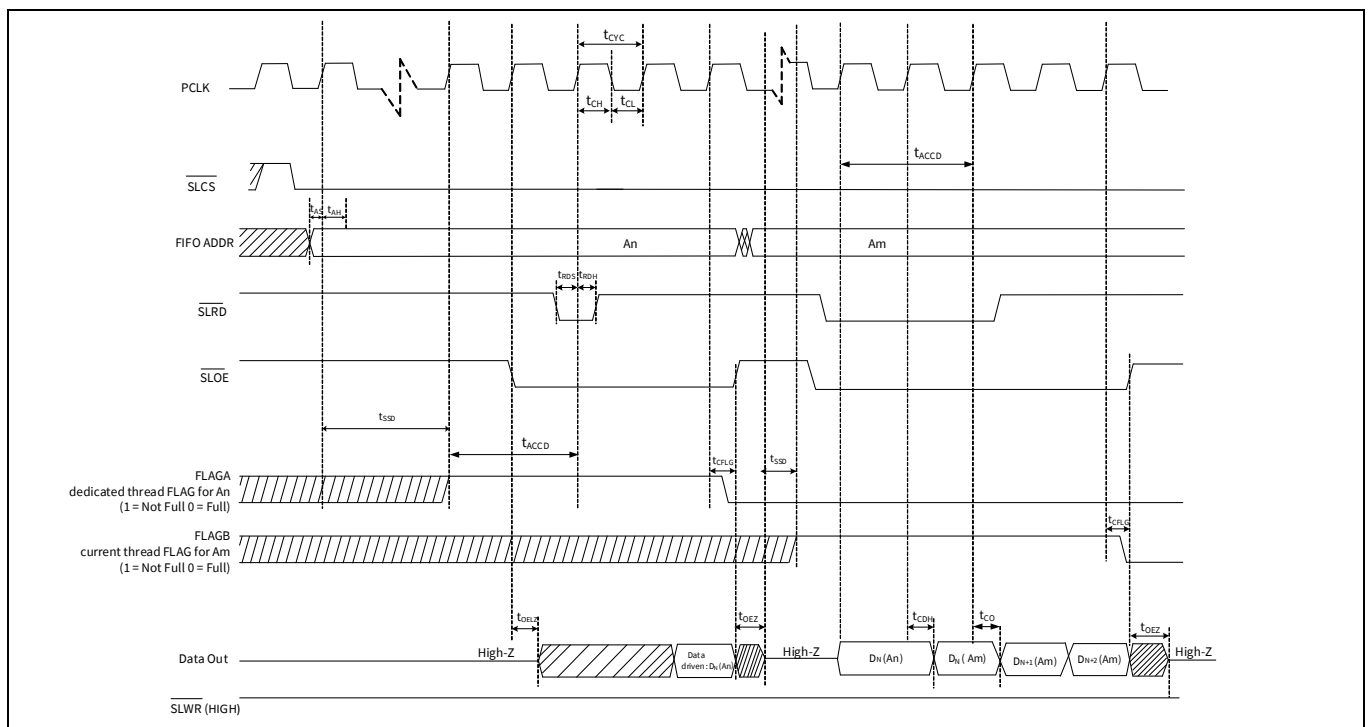 tCYC
PCLK
tCH tCL
tACCD
SLCS
tAS tAH
FIFO ADDR An Am
tRDS tRDH
SLRD
SLOE
tSSD
tACCD
FLAGA
dedicated thread FLAG for An
(1 = Not Full 0 = Full)
tCFLG tSSD
FLAGB
current thread FLAG for Am
(1 = Not Full 0 = Full)
tCFLG
tOELZ tOEZ tCDH tCO tOEZ
Data Out High-Z Data
driven: DN(An) High-Z DN(An) DN(Am) DN+1(Am) DN+2(Am) High-Z
SLWR (HIGH)